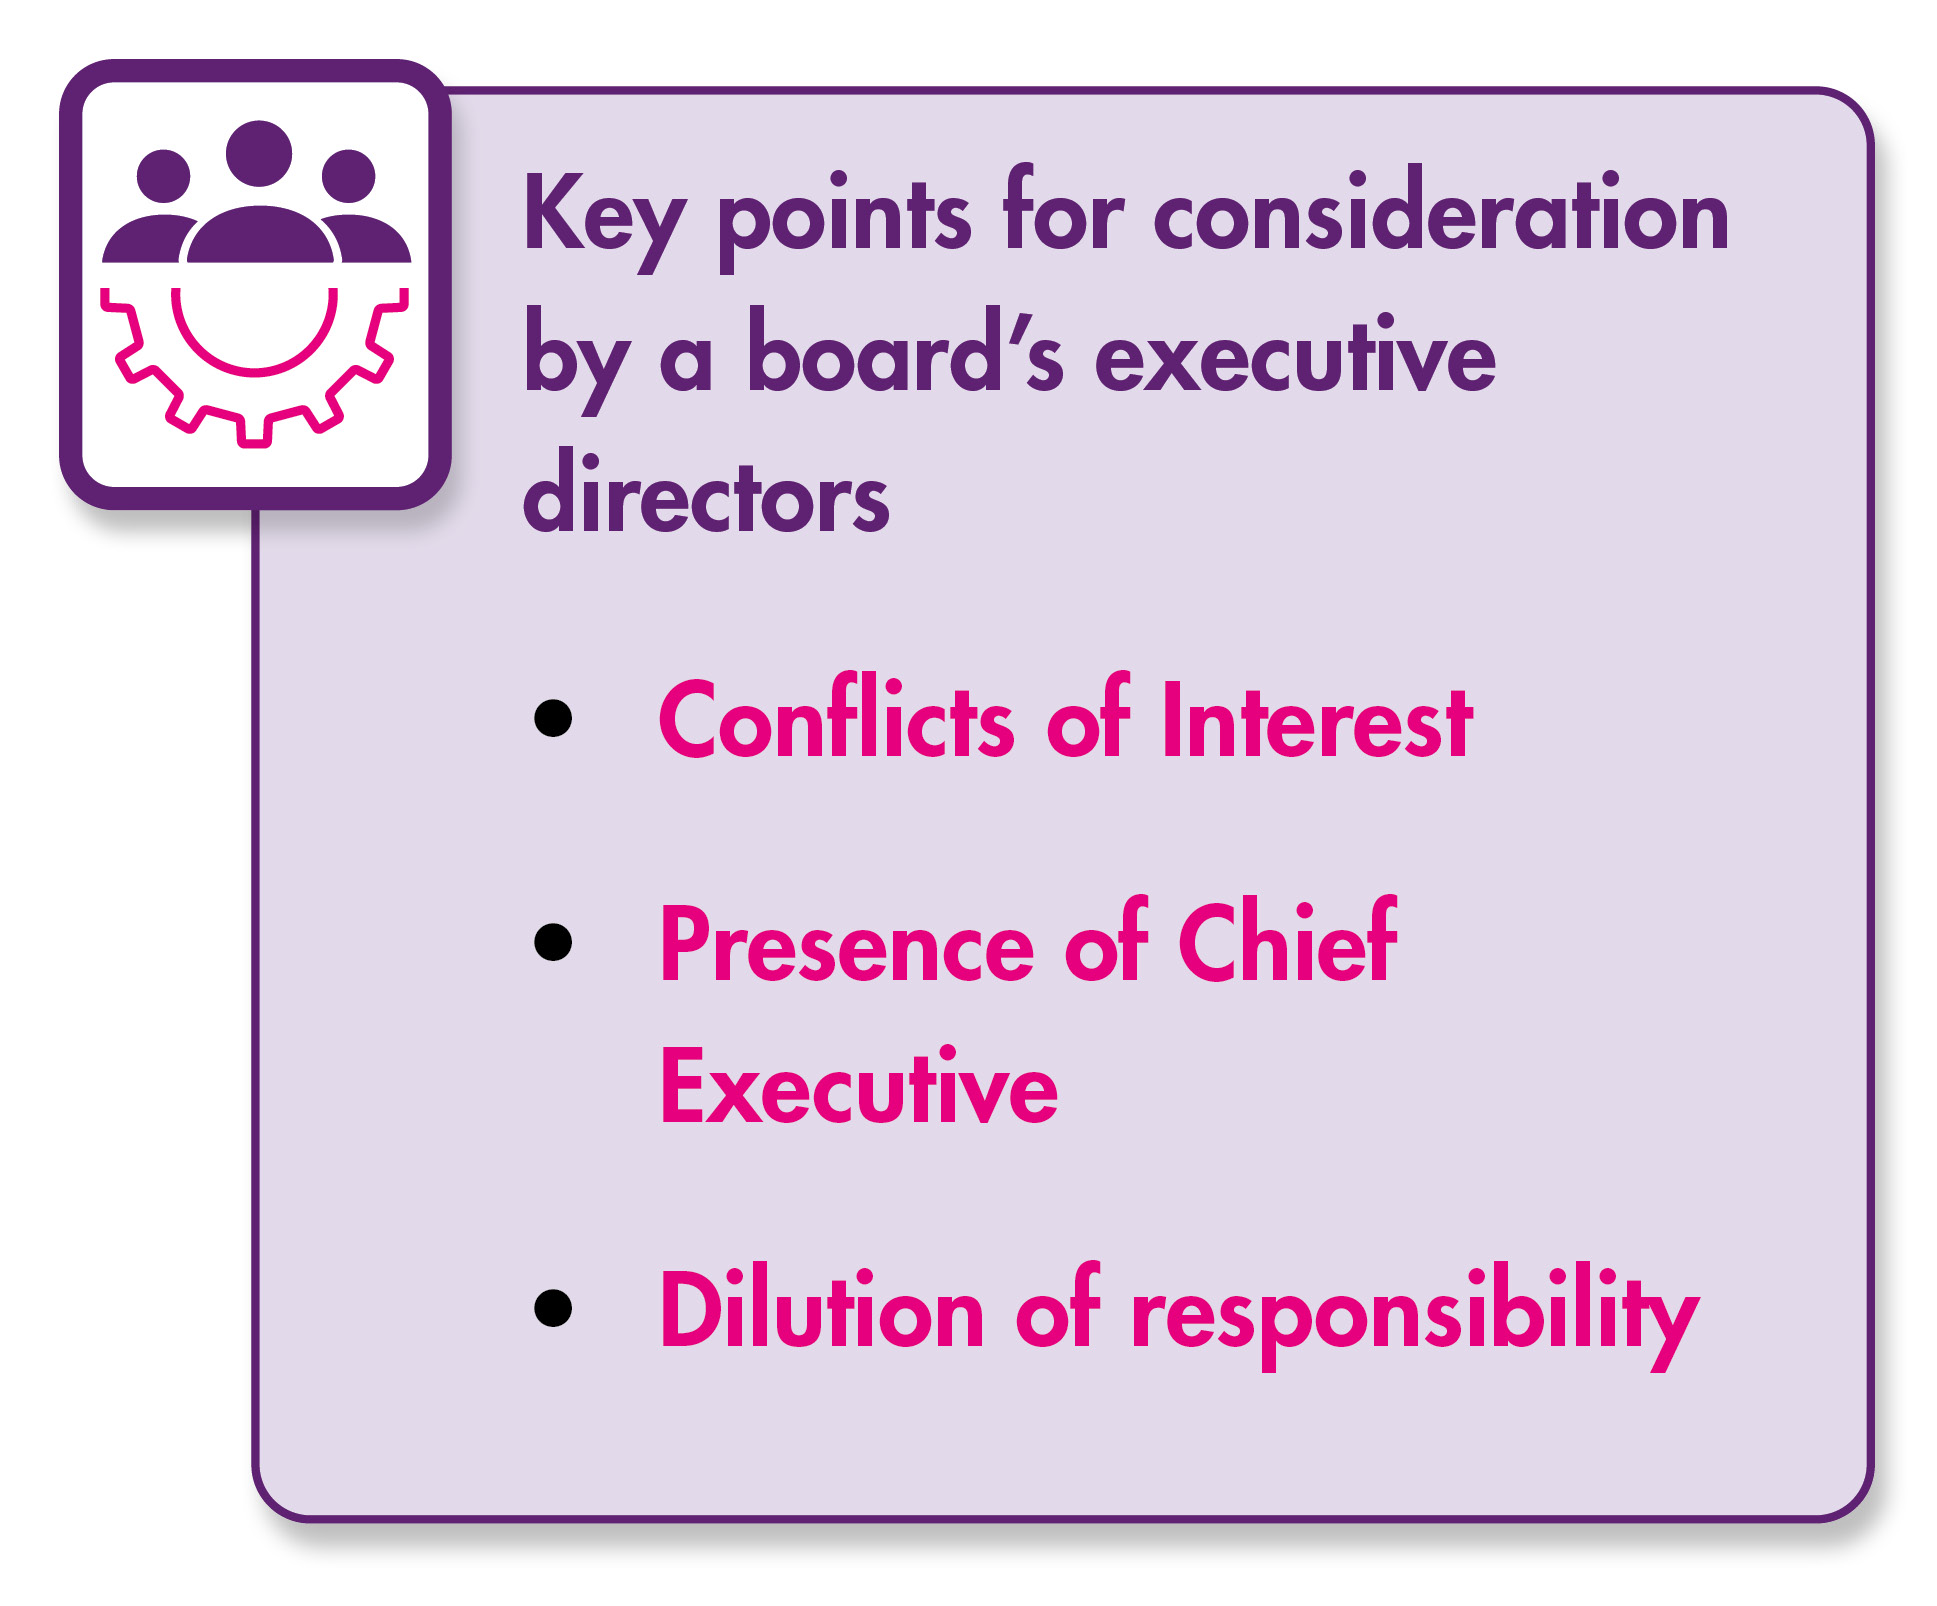 Key points for consideration
by a board’s executive
directors
• Conflicts of Interest
• Presence of Chief
Executive
• Dilution of responsibility